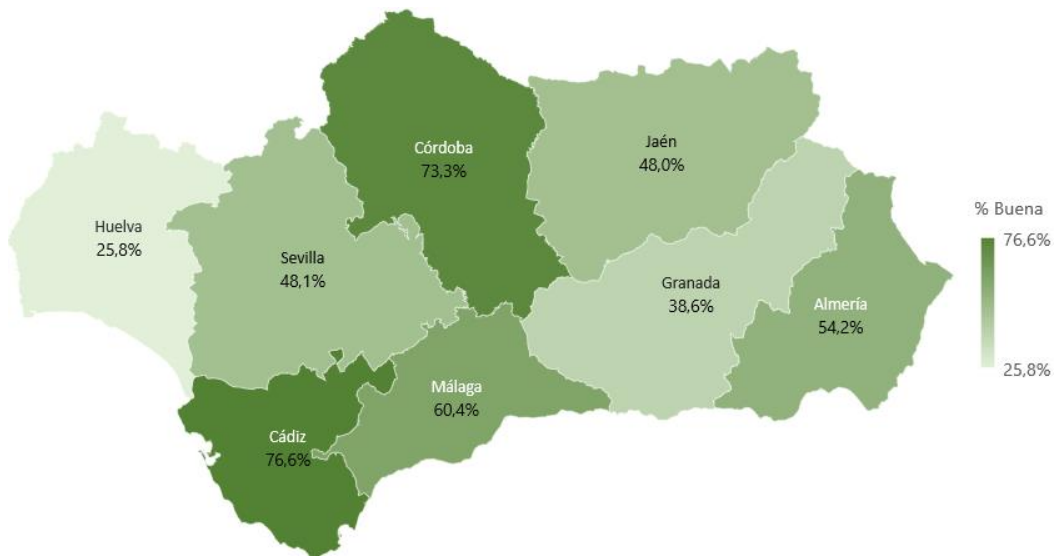 Córdoba
73,3%
Jaén
48,0%
Huelva
25,8%
Sevilla
48,1%
Granada
38,6%
Almería
54,2%
Málaga
60,4%
Cádiz
76,6%
% Buena
76,6%
25,8%